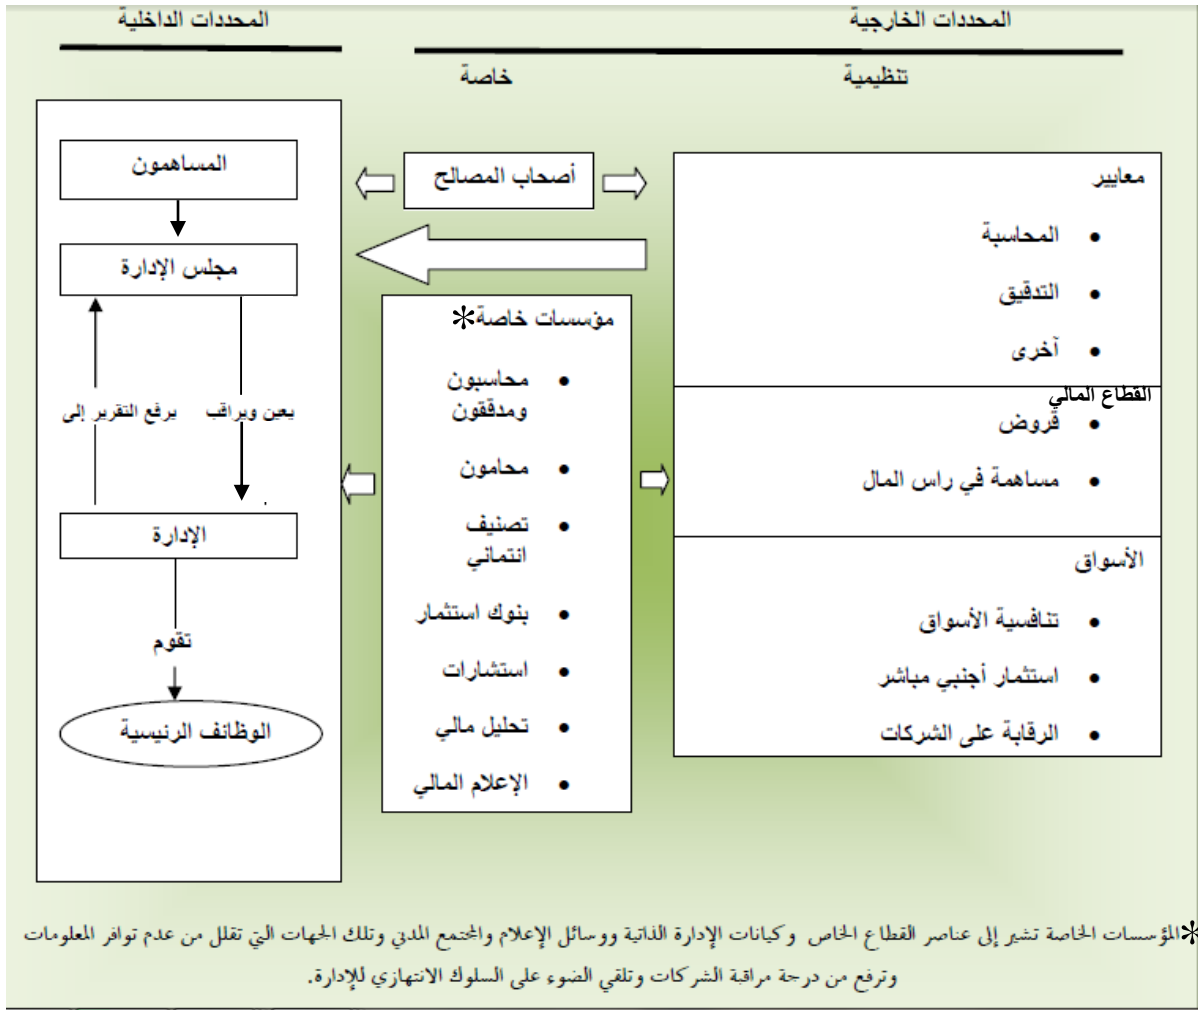 المحددات الخارجية
المحددات الداخلية
تنظيمية
خاصة
معايير
• المحاسبة
• التدقيق
• آخرى
القطاع المالي
• قروض
• مساهمة في راس المال
الأسواق
• تنافسية الأسواق
• استثمار أجنبي مباشر
• الرقابة على الشركات
أصحاب المصالح
مؤسسات خاصة*
• محاسبون
ومدققون
• محامون
• تصنيف
انتمائي
• بنوك استثمار
• استشارات
• تحليل مالي
• الإعلام المالي
المساهمون
مجلس الإدارة
يعين ويراقب
يرفع التقرير إلى
الإدارة
تقوم
الوظائف الرئيسية
*المؤسسات الخاصة تشير إلى عناصر القطاع الخاص وكيانات الإدارة الذاتية ووسائل الإعلام والمجتمع المدني وتلك الجهات التي تقلل من عدم توافر المعلومات
وترفع من درجة مراقبة الشركات وتلقي الضوء على السلوك الانتهازي للإدارة.